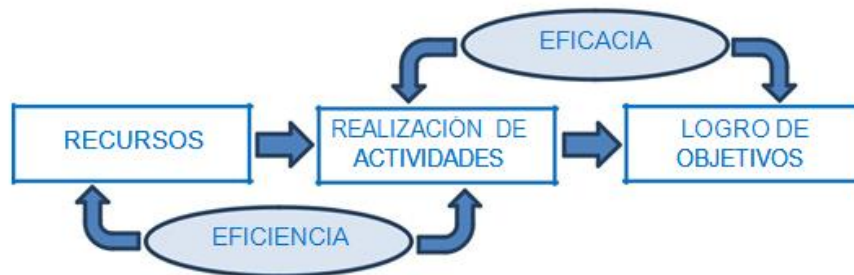 EFICACIA
RECURSOS
REALIZACIÓN DE
ACTIVIDADES
LOGRO DE
OBJETIVOS
EFICIENCIA